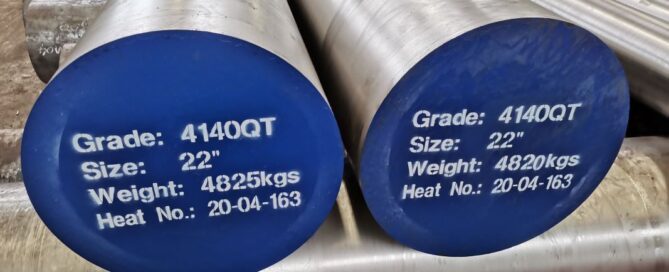 Grade: 4140QT
Size: 22"
Weight: 4825kgs
Heat No.: 20-04-163
Grade: 4140QT
Size: 22"
Weight: 4820kgs
Heat No.: 20-04-163